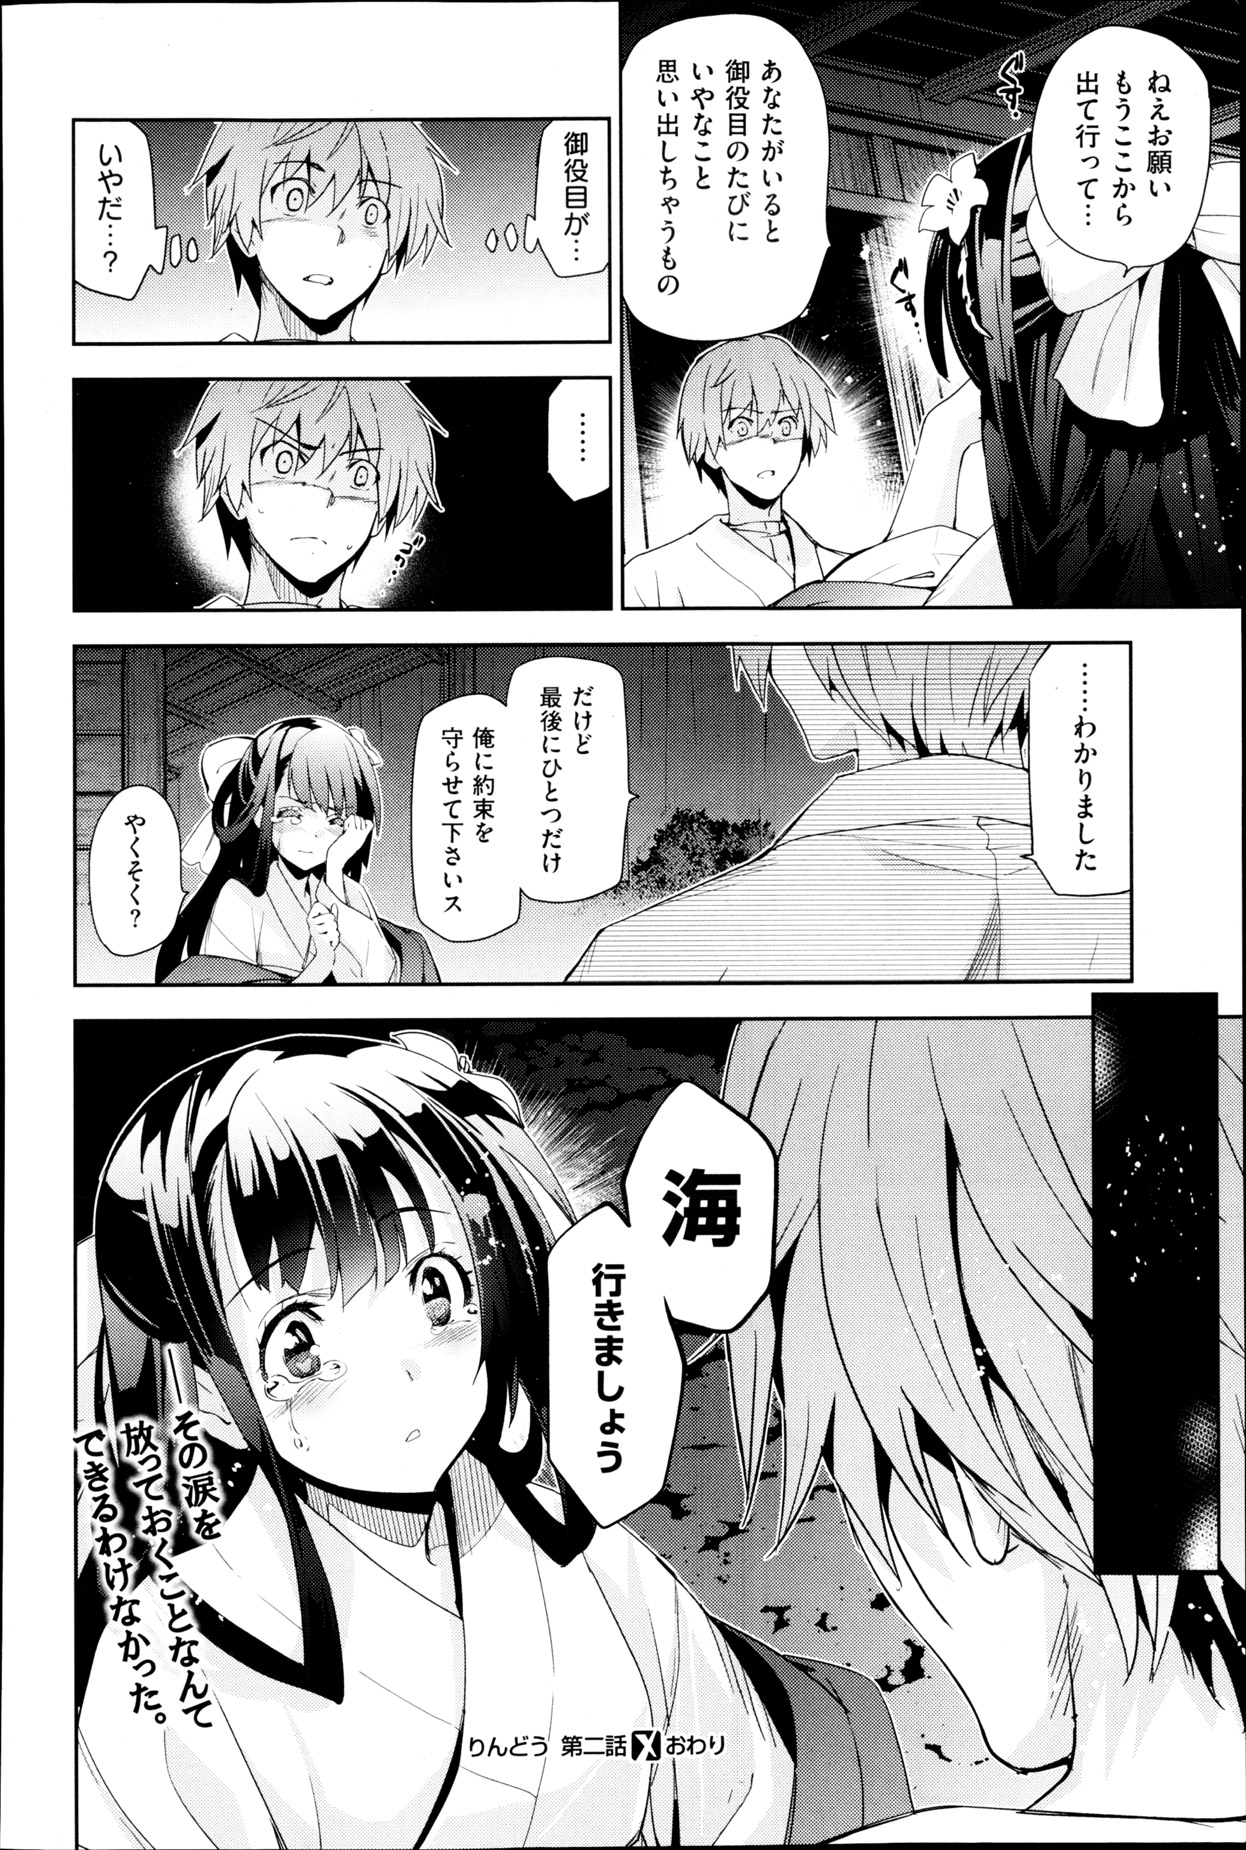 ねえお願い
もうここから
出て行って…
ぐすっ
あなたがいると
御役目のたびに
いやなこと
思い出しちゃうもの
ぐすっ…
御役目が…
いやだ…?
……
……わかりました
だけど
最後にひとつだけ
俺に約束を
守らせて下さいス
やくそく?
海
行きましょう
―その涙を
放っておくことなんて
できるわけなかった。
りんどう 第二話 X おわり